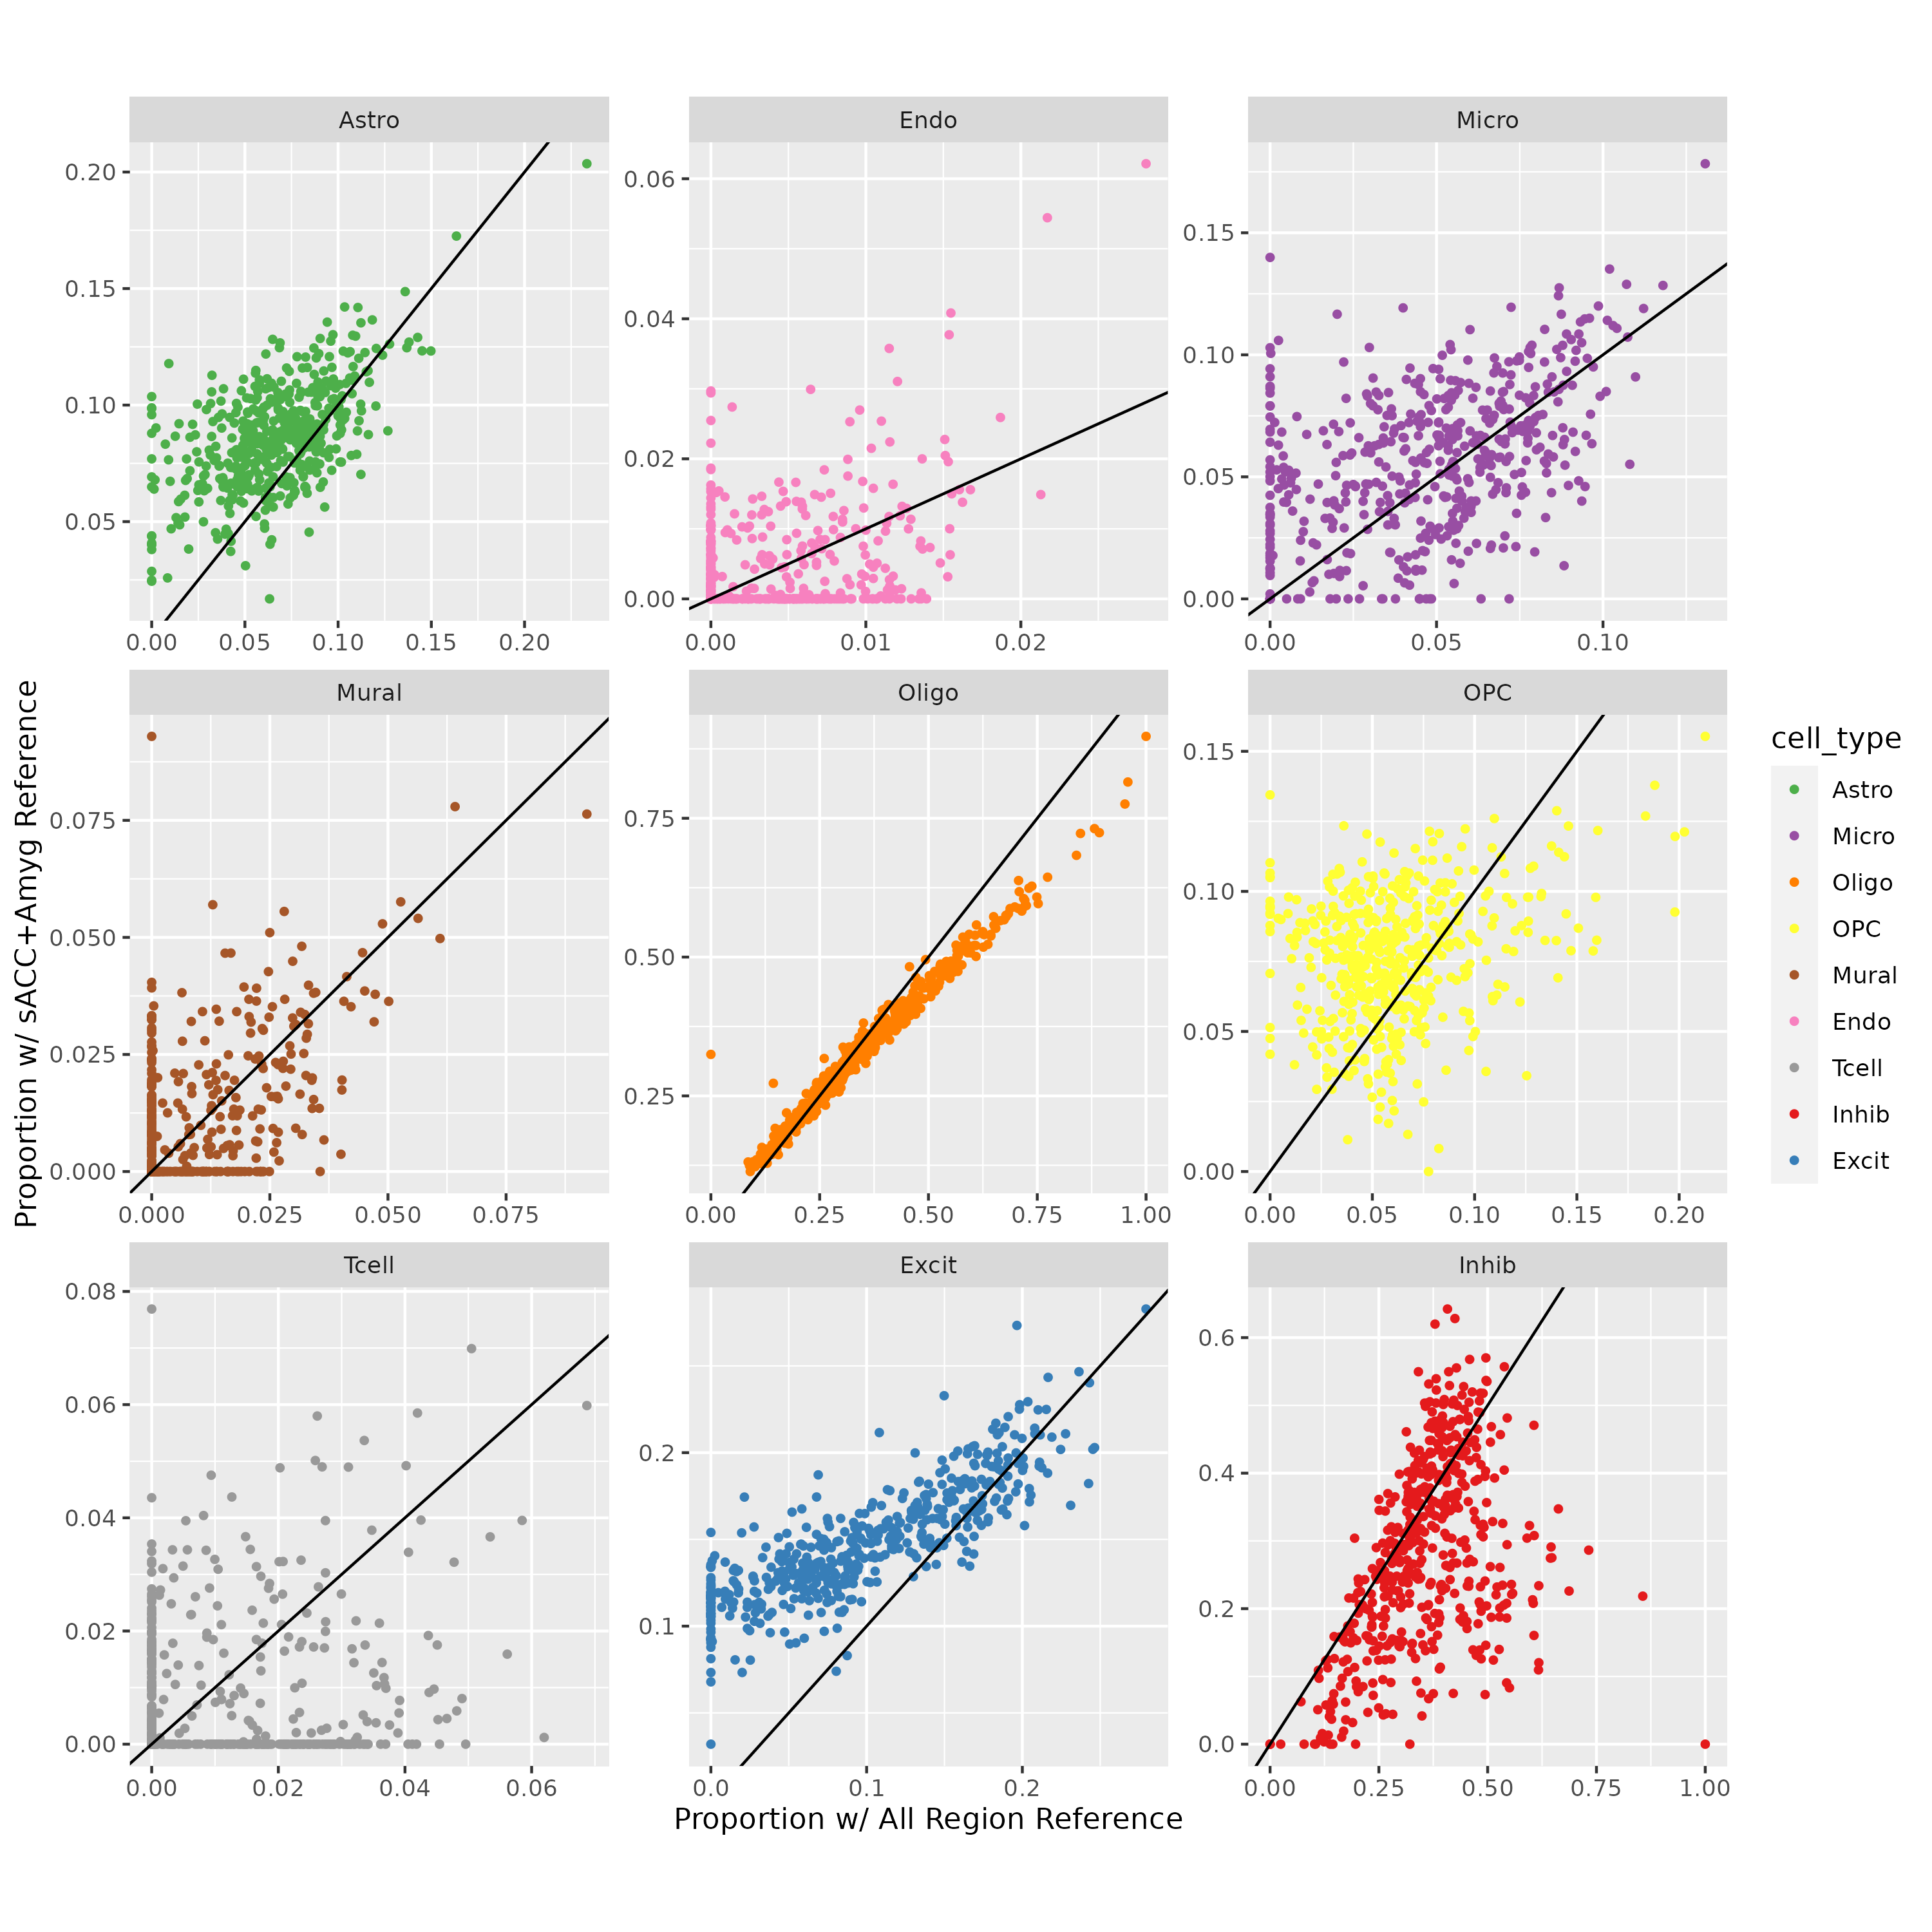 Astro Endo Micro
0.20
0.15
0.10
0.05
0.00 0.05 0.10 0.15 0.20
0.06
0.04
0.02
0.00
0.00 0.01 0.02
0.15
0.10
0.05
0.00
0.00 0.05 0.10
Mural Oligo OPC
0.075
0.050
0.025
0.000
0.000 0.025 0.050 0.075
0.75
0.50
0.25
0.00 0.25 0.50 0.75 1.00
0.15
0.10
0.05
0.00
0.00 0.05 0.10 0.15 0.20
Tcell Excit Inhib
0.08
0.06
0.04
0.02
0.00
0.00 0.02 0.04 0.06
0.2
0.1
0.0 0.1 0.2
0.6
0.4
0.2
0.0
0.00 0.25 0.50 0.75 1.00
Proportion w/ sACC+Amyg Reference
Proportion w/ All Region Reference
cell_type
Astro
Micro
Oligo
OPC
Mural
Endo
Tcell
Inhib
Excit